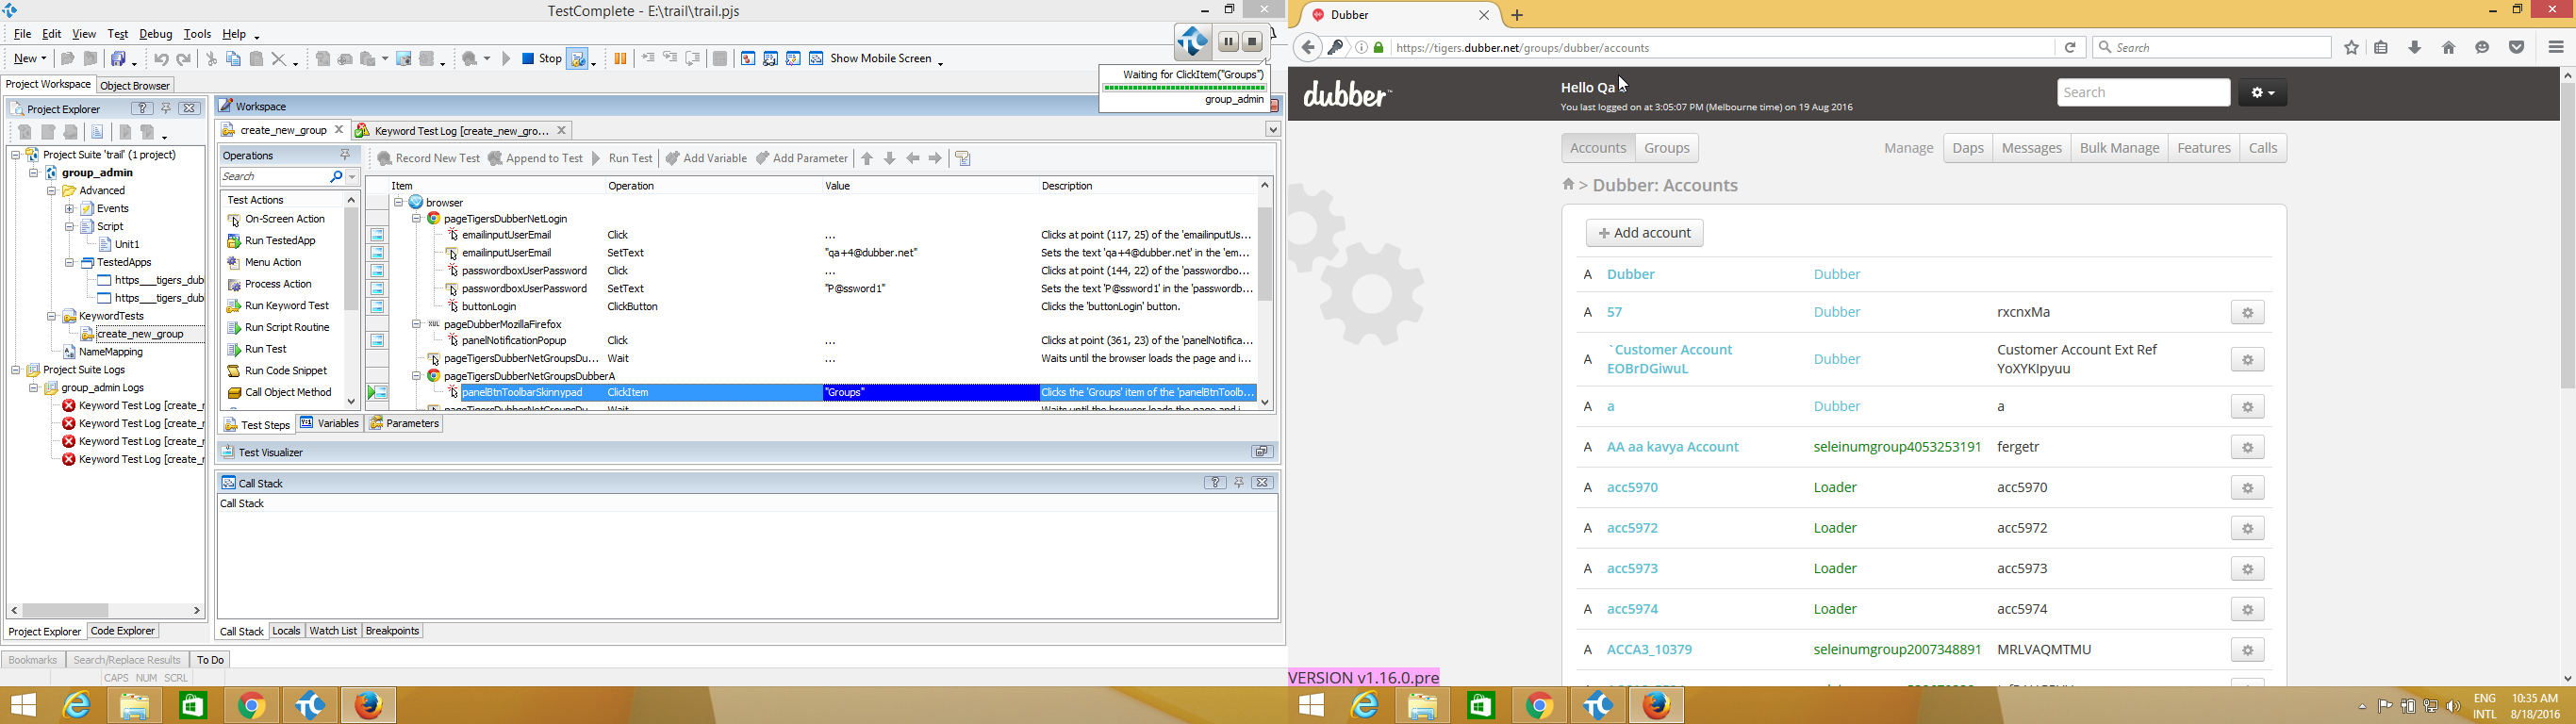 TestComplete - E:\trail\trail.pjs
File Edit View Test Debug Tools Help
New Stop Show Mobile Screen
Waiting for ClickItem("Groups")
group_admin
Project Workspace Object Browser
Project Explorer
Project Suite 'trail' (1 project)
group_admin
Advanced
Events
Script
Unit1
TestedApps
https___tigers_dub
https___tigers_dub
KeywordTests
create_new_group
NameMapping
Project Suite Logs
group_admin Logs
Keyword Test Log [create_r
Keyword Test Log [create_r
Keyword Test Log [create_r
Keyword Test Log [create_r
Project Explorer Code Explorer
Workspace
create_new_group Keyword Test Log [create_new_gro...
Operations
Search
Test Actions
On-Screen Action
Run TestedApp
Menu Action
Process Action
Run Keyword Test
Run Script Routine
Run Test
Run Code Snippet
Call Object Method
Record New Test Append to Test Run Test Add Variable Add Parameter
Item Operation Value Description
browser
pageTigersDubberNetLogin
emailinputUserEmail Click ... Clicks at point (117, 25) of the 'emailinputUs...
emailinputUserEmail SetText "qa+4@dubber.net" Sets the text 'qa+4@dubber.net' in the 'em...
passwordboxUserPassword Click ... Clicks at point (144, 22) of the 'passwordbo...
passwordboxUserPassword SetText "P@ssword1" Sets the text 'P@ssword1' in the 'passwordb...
buttonLogin ClickButton Clicks the 'buttonLogin' button.
XUL pageDubberMozillaFirefox
panelNotificationPopup Click ... Clicks at point (361, 23) of the 'panelNotifica...
pageTigersDubberNetGroupsDu... Wait ... Waits until the browser loads the page and i...
pageTigersDubberNetGroupsDubberA
panelBtnToolbarSkinnypad ClickItem "Groups" Clicks the 'Groups' item of the 'panelBtnToolb...
pageTigersDubberNetGroupsDu... Wait ... Waits until the browser loads the page and i...
Test Steps Variables Parameters
Test Visualizer
Call Stack
Call Stack
Call Stack Locals Watch List Breakpoints
Bookmarks Search/Replace Results To Do
CAPS NUM SCRL
Dubber
https://tigers.dubber.net/groups/dubber/accounts
Search
dubber™
Hello Qa
You last logged on at 3:05:07 PM (Melbourne time) on 19 Aug 2016
Search
Accounts Groups Manage Daps Messages Bulk Manage Features Calls
> Dubber: Accounts
+ Add account
A Dubber Dubber
A 57 Dubber rxcnxMa
A `Customer Account EOBrDGiwuL Dubber Customer Account Ext Ref YoXYKIpyuu
A a Dubber a
A AA aa kavya Account seleinumgroup4053253191 fergetr
A acc5970 Loader acc5970
A acc5972 Loader acc5972
A acc5973 Loader acc5973
A acc5974 Loader acc5974
A ACCA3_10379 seleinumgroup2007348891 MRLVAQMTMU
VERSION v1.16.0.pre
ENG 10:35 AM
INTL 8/18/2016